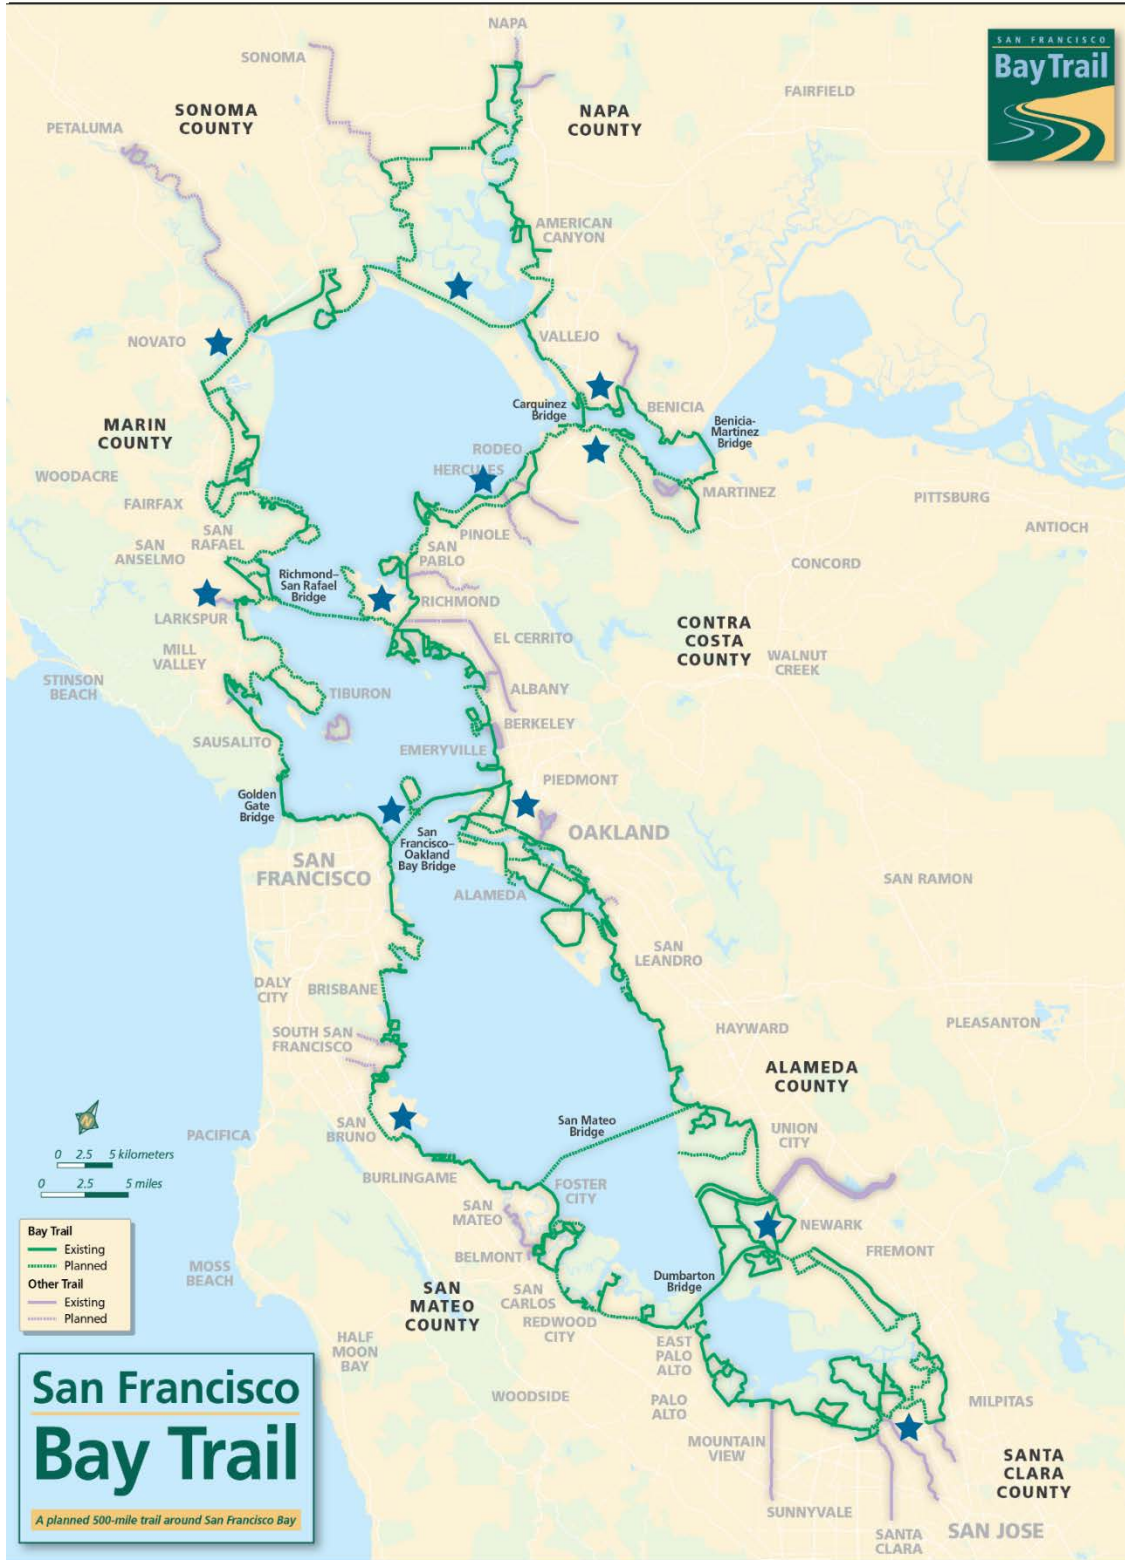 NAPA
SAN FRANCISCO
BayTrail
SONOMA
FAIRFIELD
SONOMA
COUNTY
NAPA
COUNTY
PETALUMA
AMERICAN
CANYON
NOVATO
VALLEJO
Carquinez
Bridge
BENICIA
Benicia-
Martinez
Bridge
MARIN
COUNTY
RODEO
HERCULES
WOODACRE
MARTINEZ
PITTSBURG
FAIRFAX
ANTIOCH
SAN
RAFAEL
PINOLE
SAN
ANSELMO
SAN
PABLO
CONCORD
Richmond–
San Rafael
Bridge
RICHMOND
LARKSPUR
CONTRA
COSTA
COUNTY
EL CERRITO
MILL
VALLEY
WALNUT
CREEK
STINSON
BEACH
TIBURON
ALBANY
BERKELEY
SAUSALITO
EMERYVILLE
PIEDMONT
Golden
Gate
Bridge
OAKLAND
San
Francisco–
Oakland
Bay Bridge
SAN
FRANCISCO
SAN RAMON
ALAMEDA
SAN
LEANDRO
DALY
CITY
BRISBANE
HAYWARD
PLEASANTON
SOUTH SAN
FRANCISCO
ALAMEDA
COUNTY
N
SAN
BRUNO
San Mateo
Bridge
UNION
CITY
PACIFICA
0 2.5 5 kilometers
0 2.5 5 miles
BURLINGAME
FOSTER
CITY
SAN
MATEO
NEWARK
FREMONT
BELMONT
Bay Trail
Existing
Planned
Other Trail
Existing
Planned
MOSS
BEACH
Dumbarton
Bridge
SAN
MATEO
COUNTY
SAN
CARLOS
REDWOOD
CITY
HALF
MOON
BAY
EAST
PALO
ALTO
WOODSIDE
PALO
ALTO
MILPITAS
MOUNTAIN
VIEW
SANTA
CLARA
COUNTY
SUNNYVALE
SANTA
CLARA
SAN JOSE
San Francisco
Bay Trail
A planned 500-mile trail around San Francisco Bay